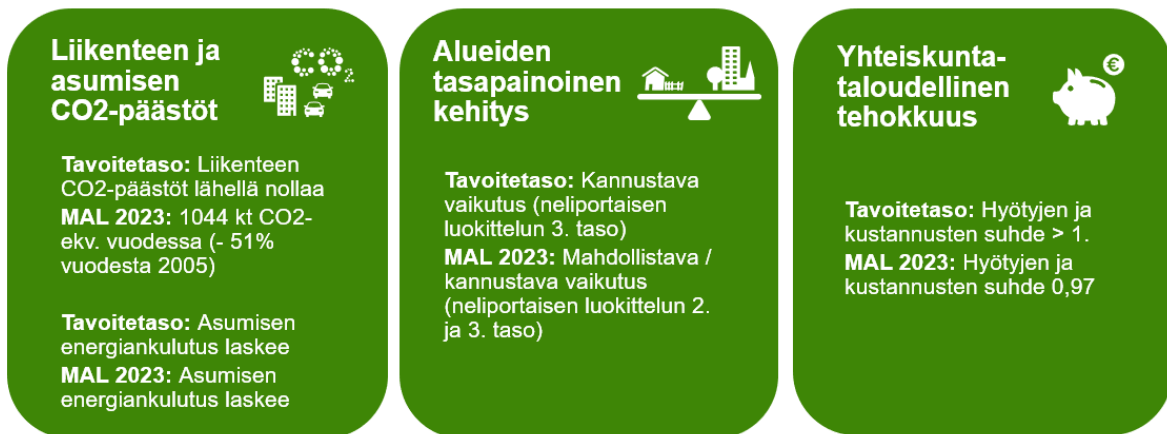 Liikenteen ja
asumisen
CO2-päästöt
CO2
Tavoitetaso: Liikenteen
CO2-päästöt lähellä nollaa
MAL 2023: 1044 kt CO2-
ekv. vuodessa (- 51%
vuodesta 2005)
Tavoitetaso: Asumisen
energiankulutus laskee
MAL 2023: Asumisen
energiankulutus laskee
Alueiden
tasapainoinen
kehitys
Tavoitetaso: Kannustava
vaikutus (neliportaisen
luokittelun 3. taso)
MAL 2023: Mahdollistava /
kannustava vaikutus
(neliportaisen luokittelun 2.
ja 3. taso)
Yhteiskunta-
taloudellinen
tehokkuus
€
Tavoitetaso: Hyötyjen ja
kustannusten suhde > 1.
MAL 2023: Hyötyjen ja
kustannusten suhde 0,97